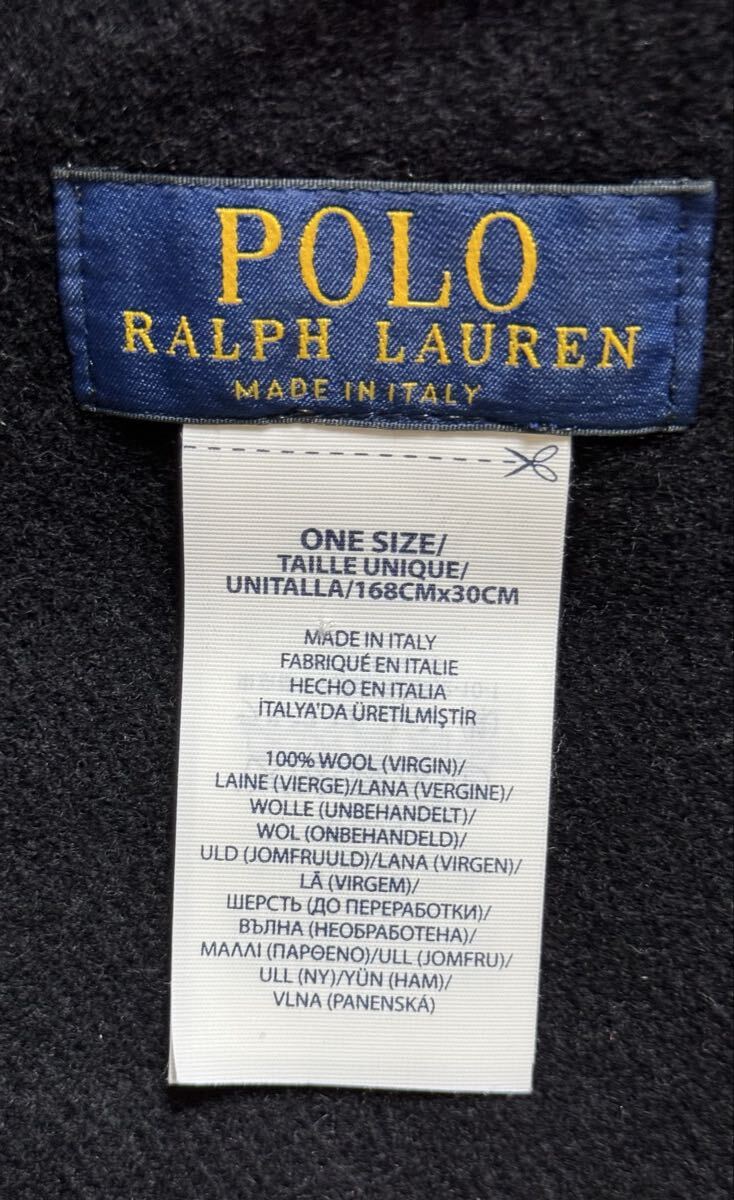 POLO
RALPH LAUREN
MADE IN ITALY
ONE SIZE/
TAILLE UNIQUE/
UNITALLA/168CMx30CM
MADE IN ITALY
FABRIQUÉ EN ITALIE
HECHO EN ITALIA
İTALYA'DA ÜRETİLMİŞTİR
100% WOOL (VIRGIN)/
LAINE (VIERGE)/LANA (VERGINE)/
WOLLE (UNBEHANDELT)/
WOL (ONBEHANDELD)/
ULD (JOMFRUULD)/LANA (VIRGEN)/
LÃ (VIRGEM)/
ШЕРСТЬ (ДО ПЕРЕРАБОТКИ)/
ВЪЛНА (НЕОБРАБОТЕНА)/
ΜΑΛΛΙ (ΠΑΡΘΕΝΟ)/ULL (JOMFRU)/
ULL (NY)/YÜN (HAM)/
VLNA (PANENSKÁ)